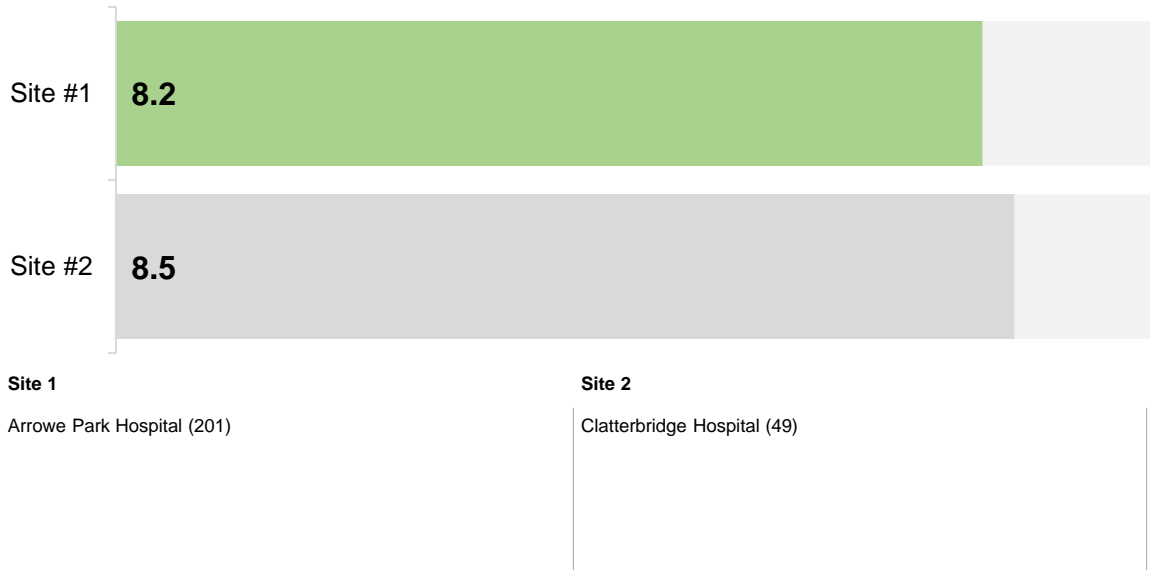 Site #1 8.2
Site #2 8.5
Site 1 Site 2
Arrowe Park Hospital (201) Clatterbridge Hospital (49)